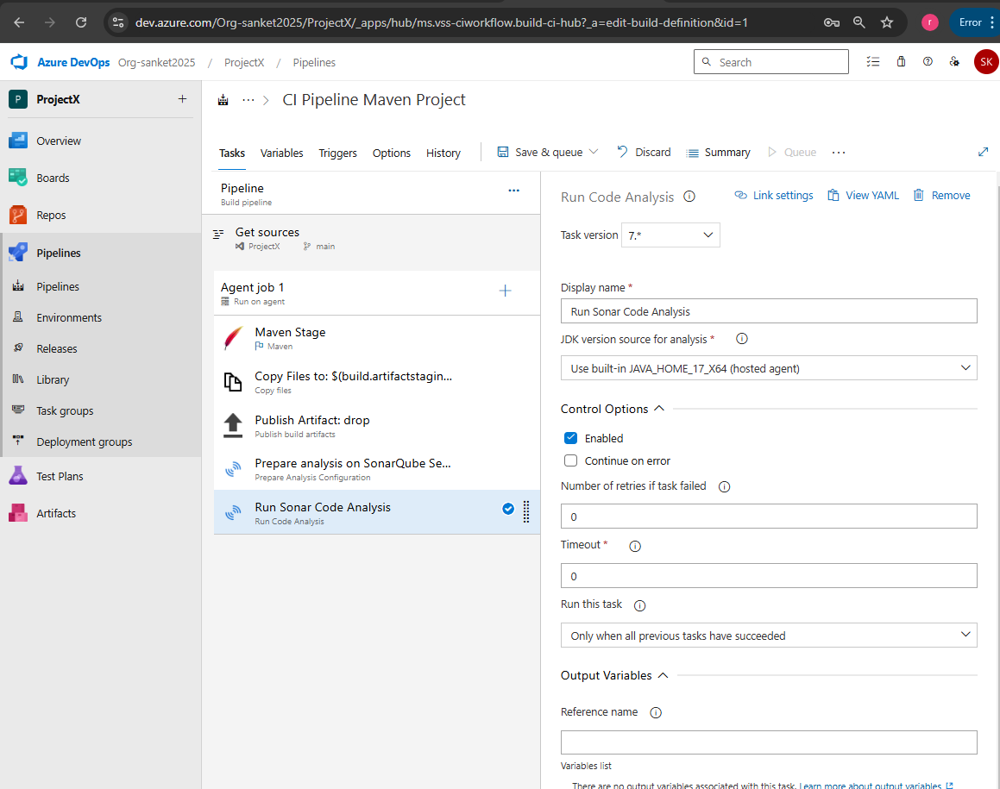 dev.azure.com/Org-sanket2025/ProjectX/_apps/hub/ms.vss-ciworkflow.build-ci-hub?_a=edit-build-definition&id=1
r
Error
Azure DevOps
Org-sanket2025 / ProjectX / Pipelines
Search
SK
P
ProjectX
Overview
Boards
Repos
Pipelines
Pipelines
Environments
Releases
Library
Task groups
Deployment groups
Test Plans
Artifacts
CI Pipeline Maven Project
Tasks Variables Triggers Options History
Save & queue Discard Summary Queue
Pipeline
Build pipeline
Get sources
ProjectX main
Agent job 1
Run on agent
Maven Stage
Maven
Copy Files to: $(build.artifactstagin...
Copy files
Publish Artifact: drop
Publish build artifacts
Prepare analysis on SonarQube Se...
Prepare Analysis Configuration
Run Sonar Code Analysis
Run Code Analysis
Run Code Analysis
Link settings View YAML Remove
Task version 7.*
Display name *
Run Sonar Code Analysis
JDK version source for analysis *
Use built-in JAVA_HOME_17_X64 (hosted agent)
Control Options
Enabled
Continue on error
Number of retries if task failed
0
Timeout *
0
Run this task
Only when all previous tasks have succeeded
Output Variables
Reference name
Variables list
There are no output variables associated with this task. Learn more about output variables